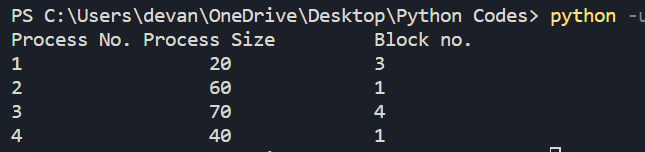 PS C:\Users\devan\OneDrive\Desktop\Python Codes> python -u
Process No. Process Size Block no.
1 20 3
2 60 1
3 70 4
4 40 1